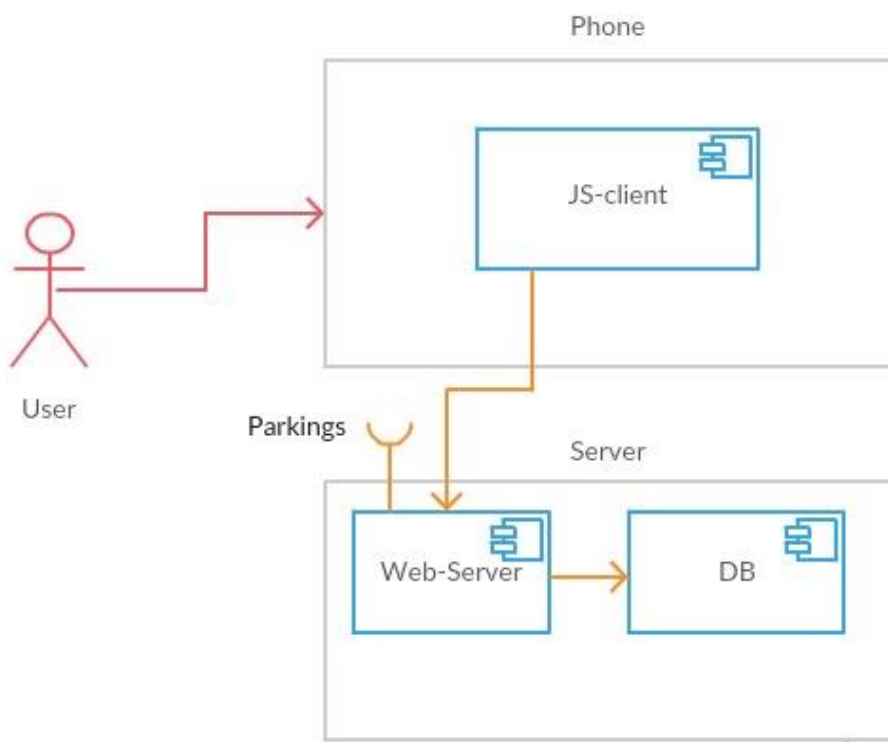 Phone
JS-client
User
Parkings
Server
Web-Server
DB